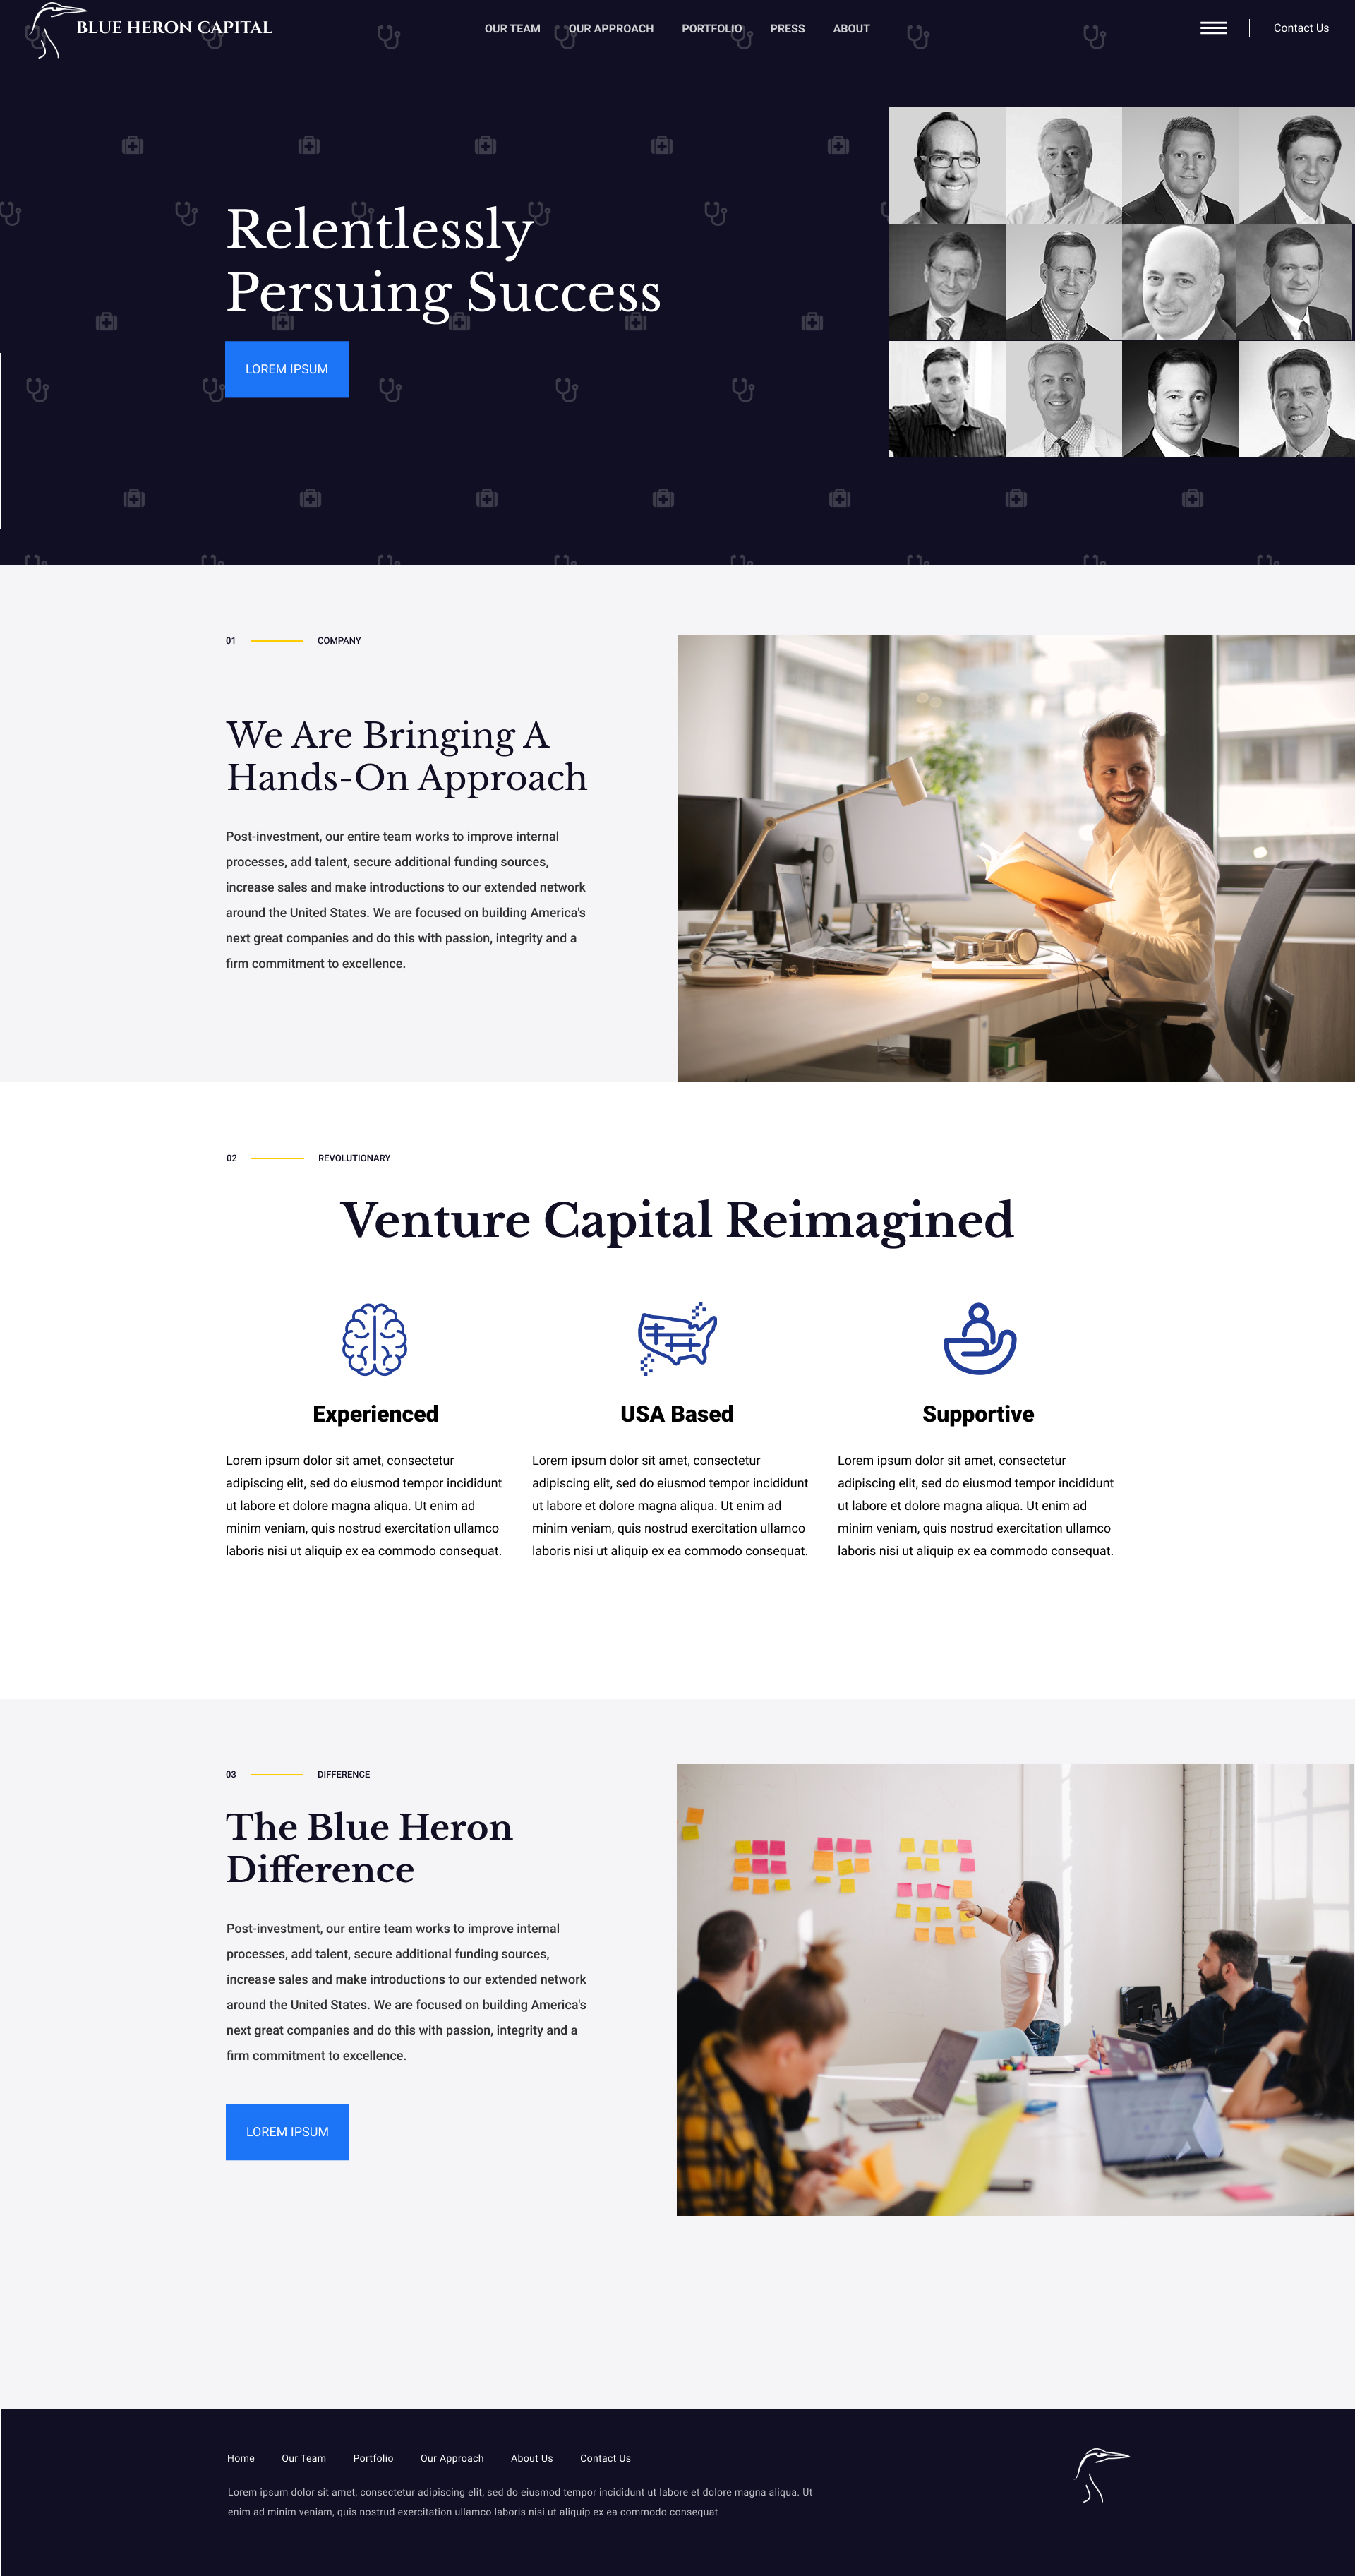 BLUE HERON CAPITAL
OUR TEAM OUR APPROACH PORTFOLIO PRESS ABOUT
Contact Us
Relentlessly
Persuing Success
LOREM IPSUM
01 COMPANY
We Are Bringing A
Hands-On Approach
Post-investment, our entire team works to improve internal
processes, add talent, secure additional funding sources,
increase sales and make introductions to our extended network
around the United States. We are focused on building America's
next great companies and do this with passion, integrity and a
firm commitment to excellence.
02 REVOLUTIONARY
Venture Capital Reimagined
Experienced
Lorem ipsum dolor sit amet, consectetur
adipiscing elit, sed do eiusmod tempor incididunt
ut labore et dolore magna aliqua. Ut enim ad
minim veniam, quis nostrud exercitation ullamco
laboris nisi ut aliquip ex ea commodo consequat.
USA Based
Lorem ipsum dolor sit amet, consectetur
adipiscing elit, sed do eiusmod tempor incididunt
ut labore et dolore magna aliqua. Ut enim ad
minim veniam, quis nostrud exercitation ullamco
laboris nisi ut aliquip ex ea commodo consequat.
Supportive
Lorem ipsum dolor sit amet, consectetur
adipiscing elit, sed do eiusmod tempor incididunt
ut labore et dolore magna aliqua. Ut enim ad
minim veniam, quis nostrud exercitation ullamco
laboris nisi ut aliquip ex ea commodo consequat.
03 DIFFERENCE
The Blue Heron
Difference
Post-investment, our entire team works to improve internal
processes, add talent, secure additional funding sources,
increase sales and make introductions to our extended network
around the United States. We are focused on building America's
next great companies and do this with passion, integrity and a
firm commitment to excellence.
LOREM IPSUM
Home Our Team Portfolio Our Approach About Us Contact Us
Lorem ipsum dolor sit amet, consectetur adipiscing elit, sed do eiusmod tempor incididunt ut labore et dolore magna aliqua. Ut
enim ad minim veniam, quis nostrud exercitation ullamco laboris nisi ut aliquip ex ea commodo consequat